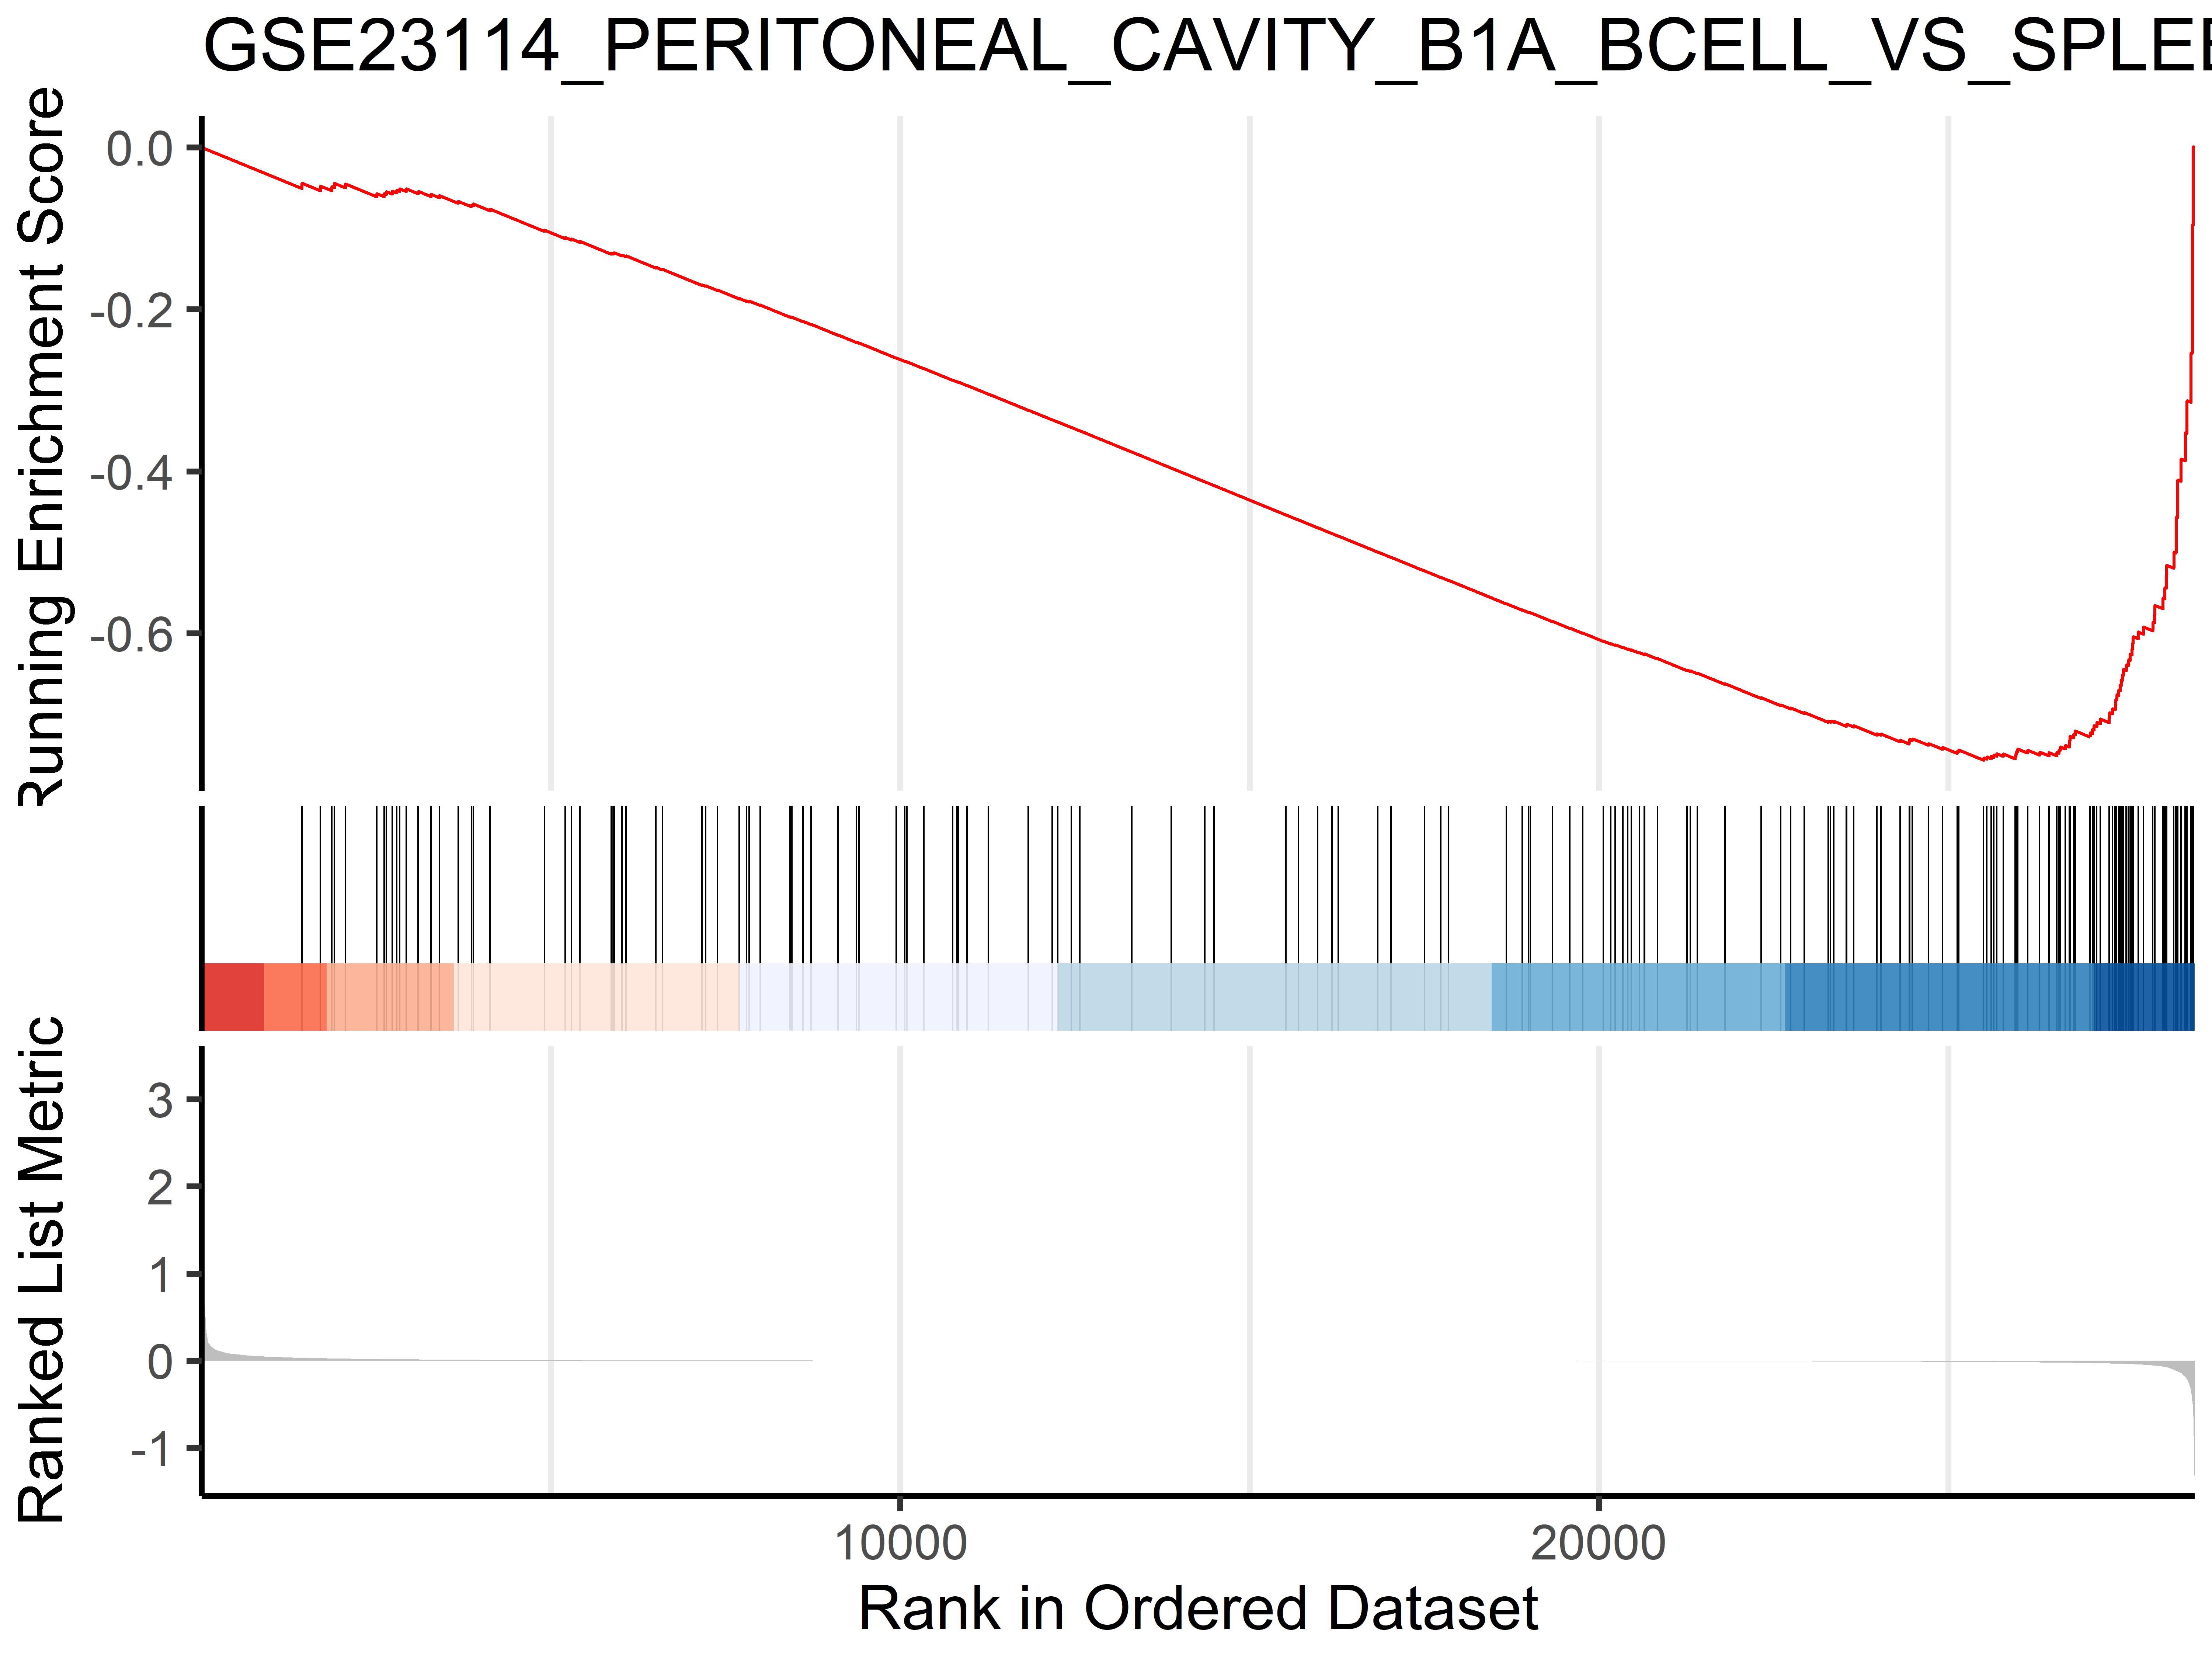 GSE23114_PERITONEAL_CAVITY_B1A_BCELL_VS_SPLEE
Running Enrichment Score
0.0
-0.2
-0.4
-0.6
Ranked List Metric
3
2
1
0
-1
10000
20000
Rank in Ordered Dataset